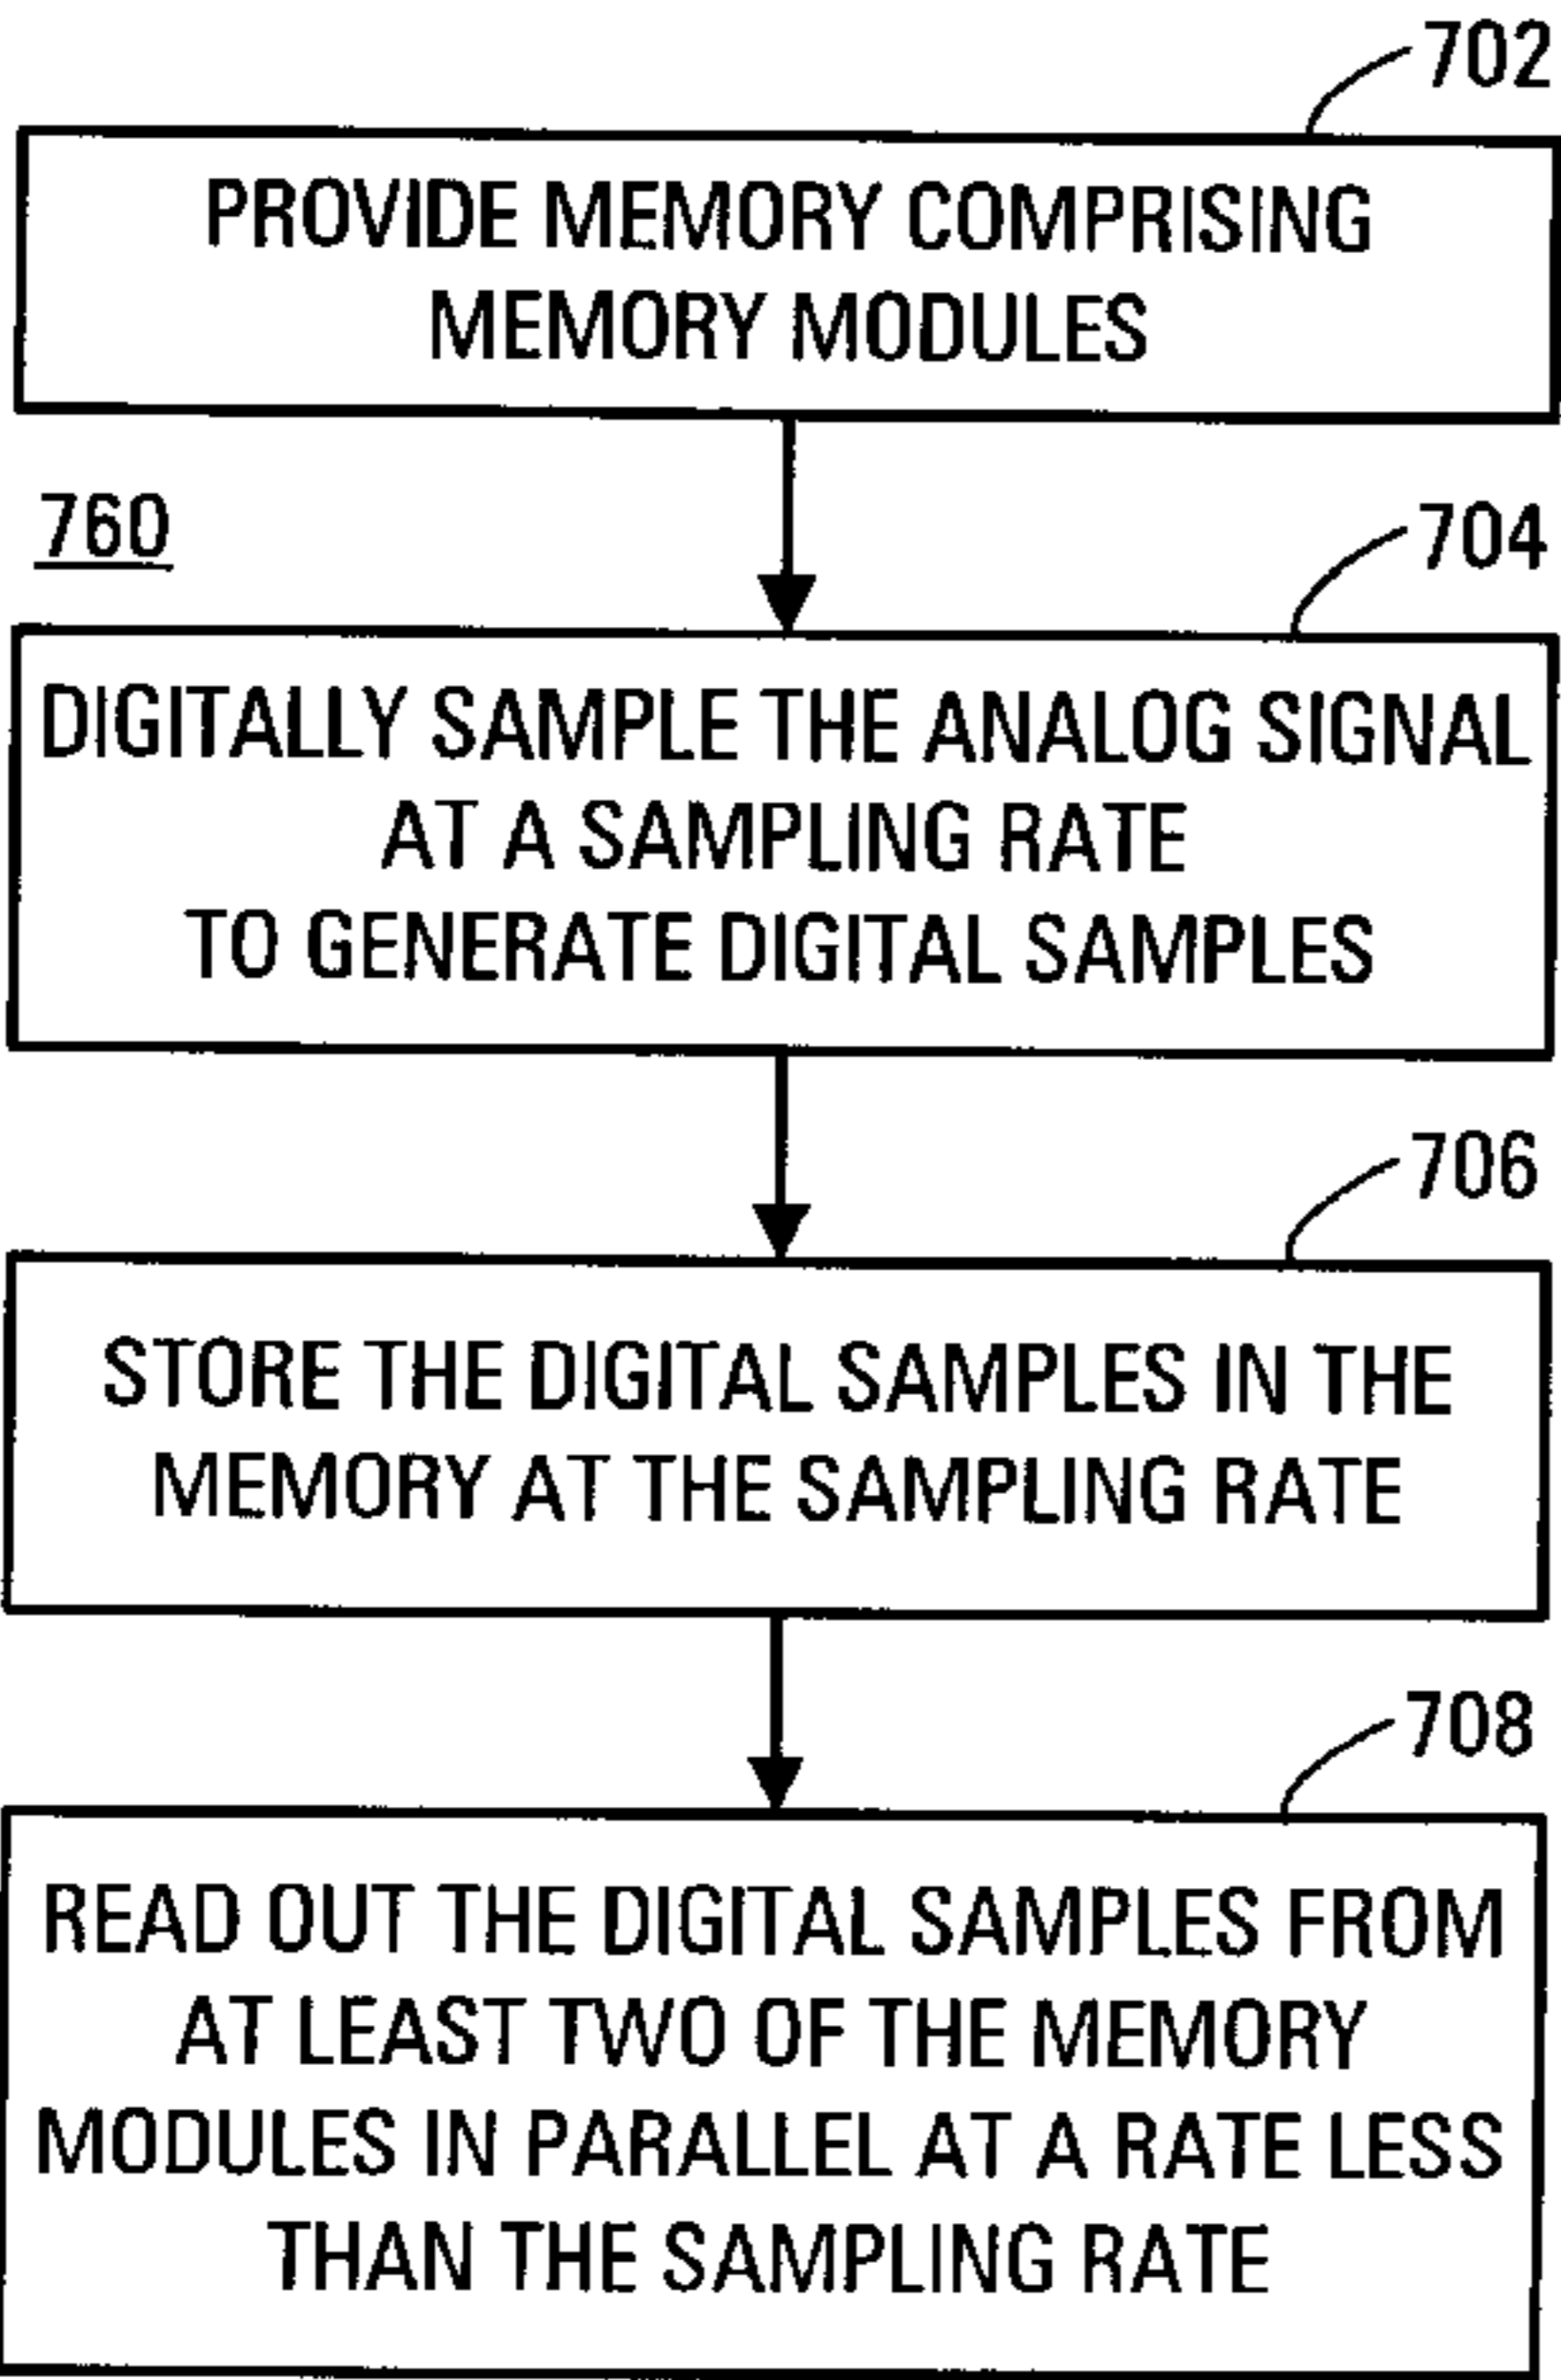 702
PROVIDE MEMORY COMPRISING
MEMORY MODULES
760
704
DIGITALLY SAMPLE THE ANALOG SIGNAL
AT A SAMPLING RATE
TO GENERATE DIGITAL SAMPLES
706
STORE THE DIGITAL SAMPLES IN THE
MEMORY AT THE SAMPLING RATE
708
READ OUT THE DIGITAL SAMPLES FROM
AT LEAST TWO OF THE MEMORY
MODULES IN PARALLEL AT A RATE LESS
THAN THE SAMPLING RATE